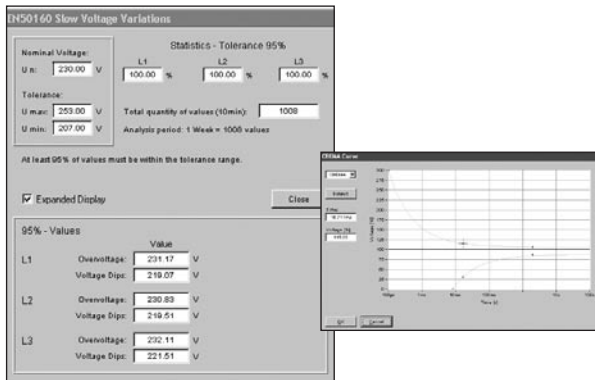 EN50160 Slow Voltage Variations
Nominal Voltage:
U n: 230.00 V
Tolerance:
U max: 253.00 V
U min: 207.00 V
Statistics - Tolerance 95%
L1 L2 L3
100.00 % 100.00 % 100.00 %
Total quantity of values (10min): 1008
Analysis period: 1 Week = 1008 values
At least 95% of values must be within the tolerance range.
Expanded Display
Close
95% - Values
Value
L1 Overvoltage: 231.17 V
Voltage Dips: 219.07 V
L2 Overvoltage: 230.83 V
Voltage Dips: 219.51 V
L3 Overvoltage: 232.11 V
Voltage Dips: 221.51 V
Curve
Cancel